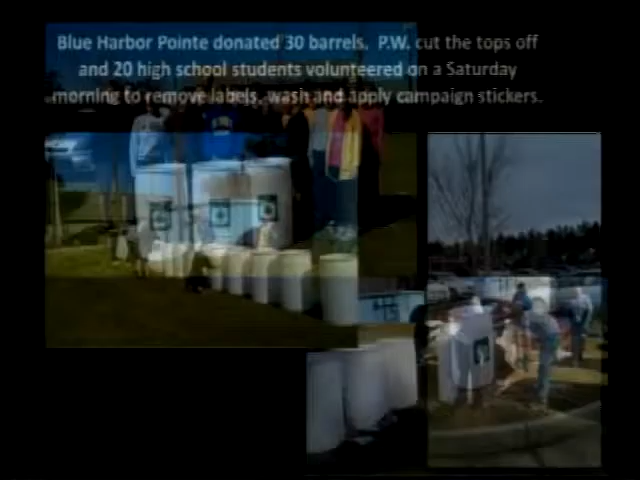 Blue Harbor Pointe donated 30 barrels. P.W. cut the tops off
and 20 high school students volunteered on a Saturday
morning to remove labels, wash and apply campaign stickers.